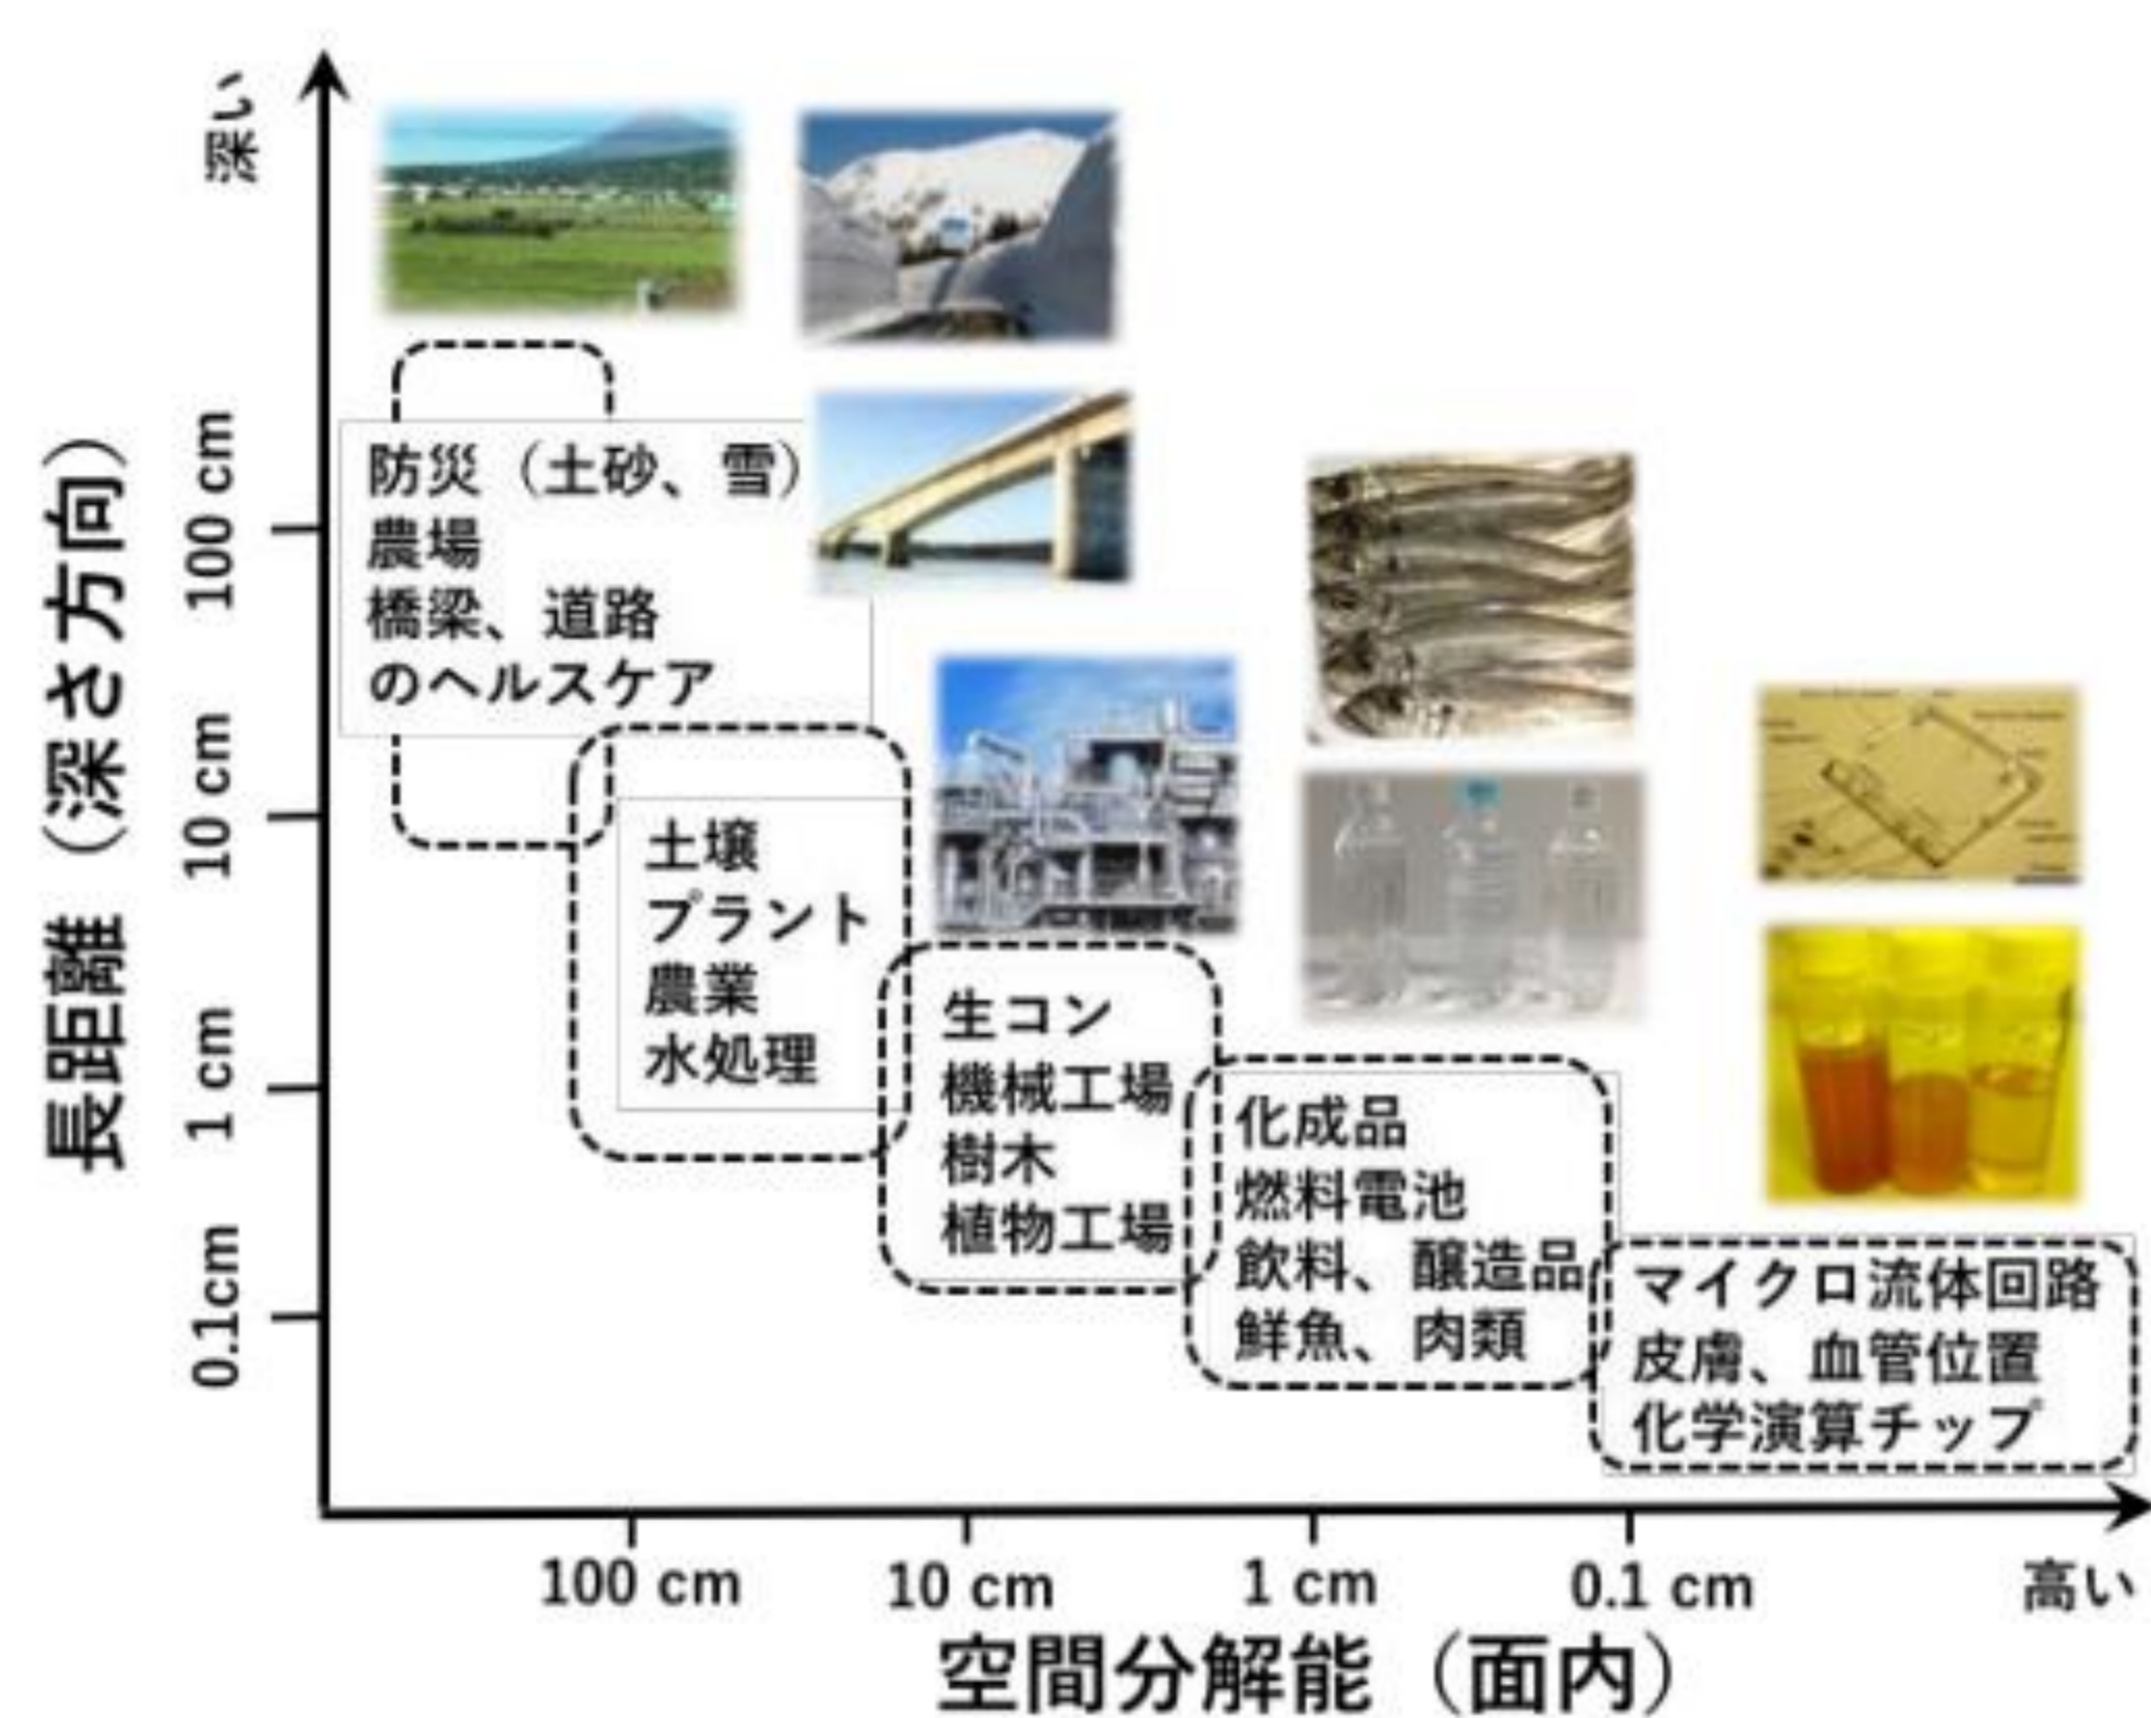 深い
長距離（深さ方向）
100 cm
10 cm
1 cm
0.1cm
防災（土砂、雪）
農場
橋梁、道路
のヘルスケア
土壌
プラント
農業
水処理
生コン
機械工場
樹木
植物工場
化成品
燃料電池
飲料、醸造品
鮮魚、肉類
マイクロ流体回路
皮膚、血管位置
化学演算チップ
100 cm
10 cm
1 cm
0.1 cm
高い
空間分解能（面内）